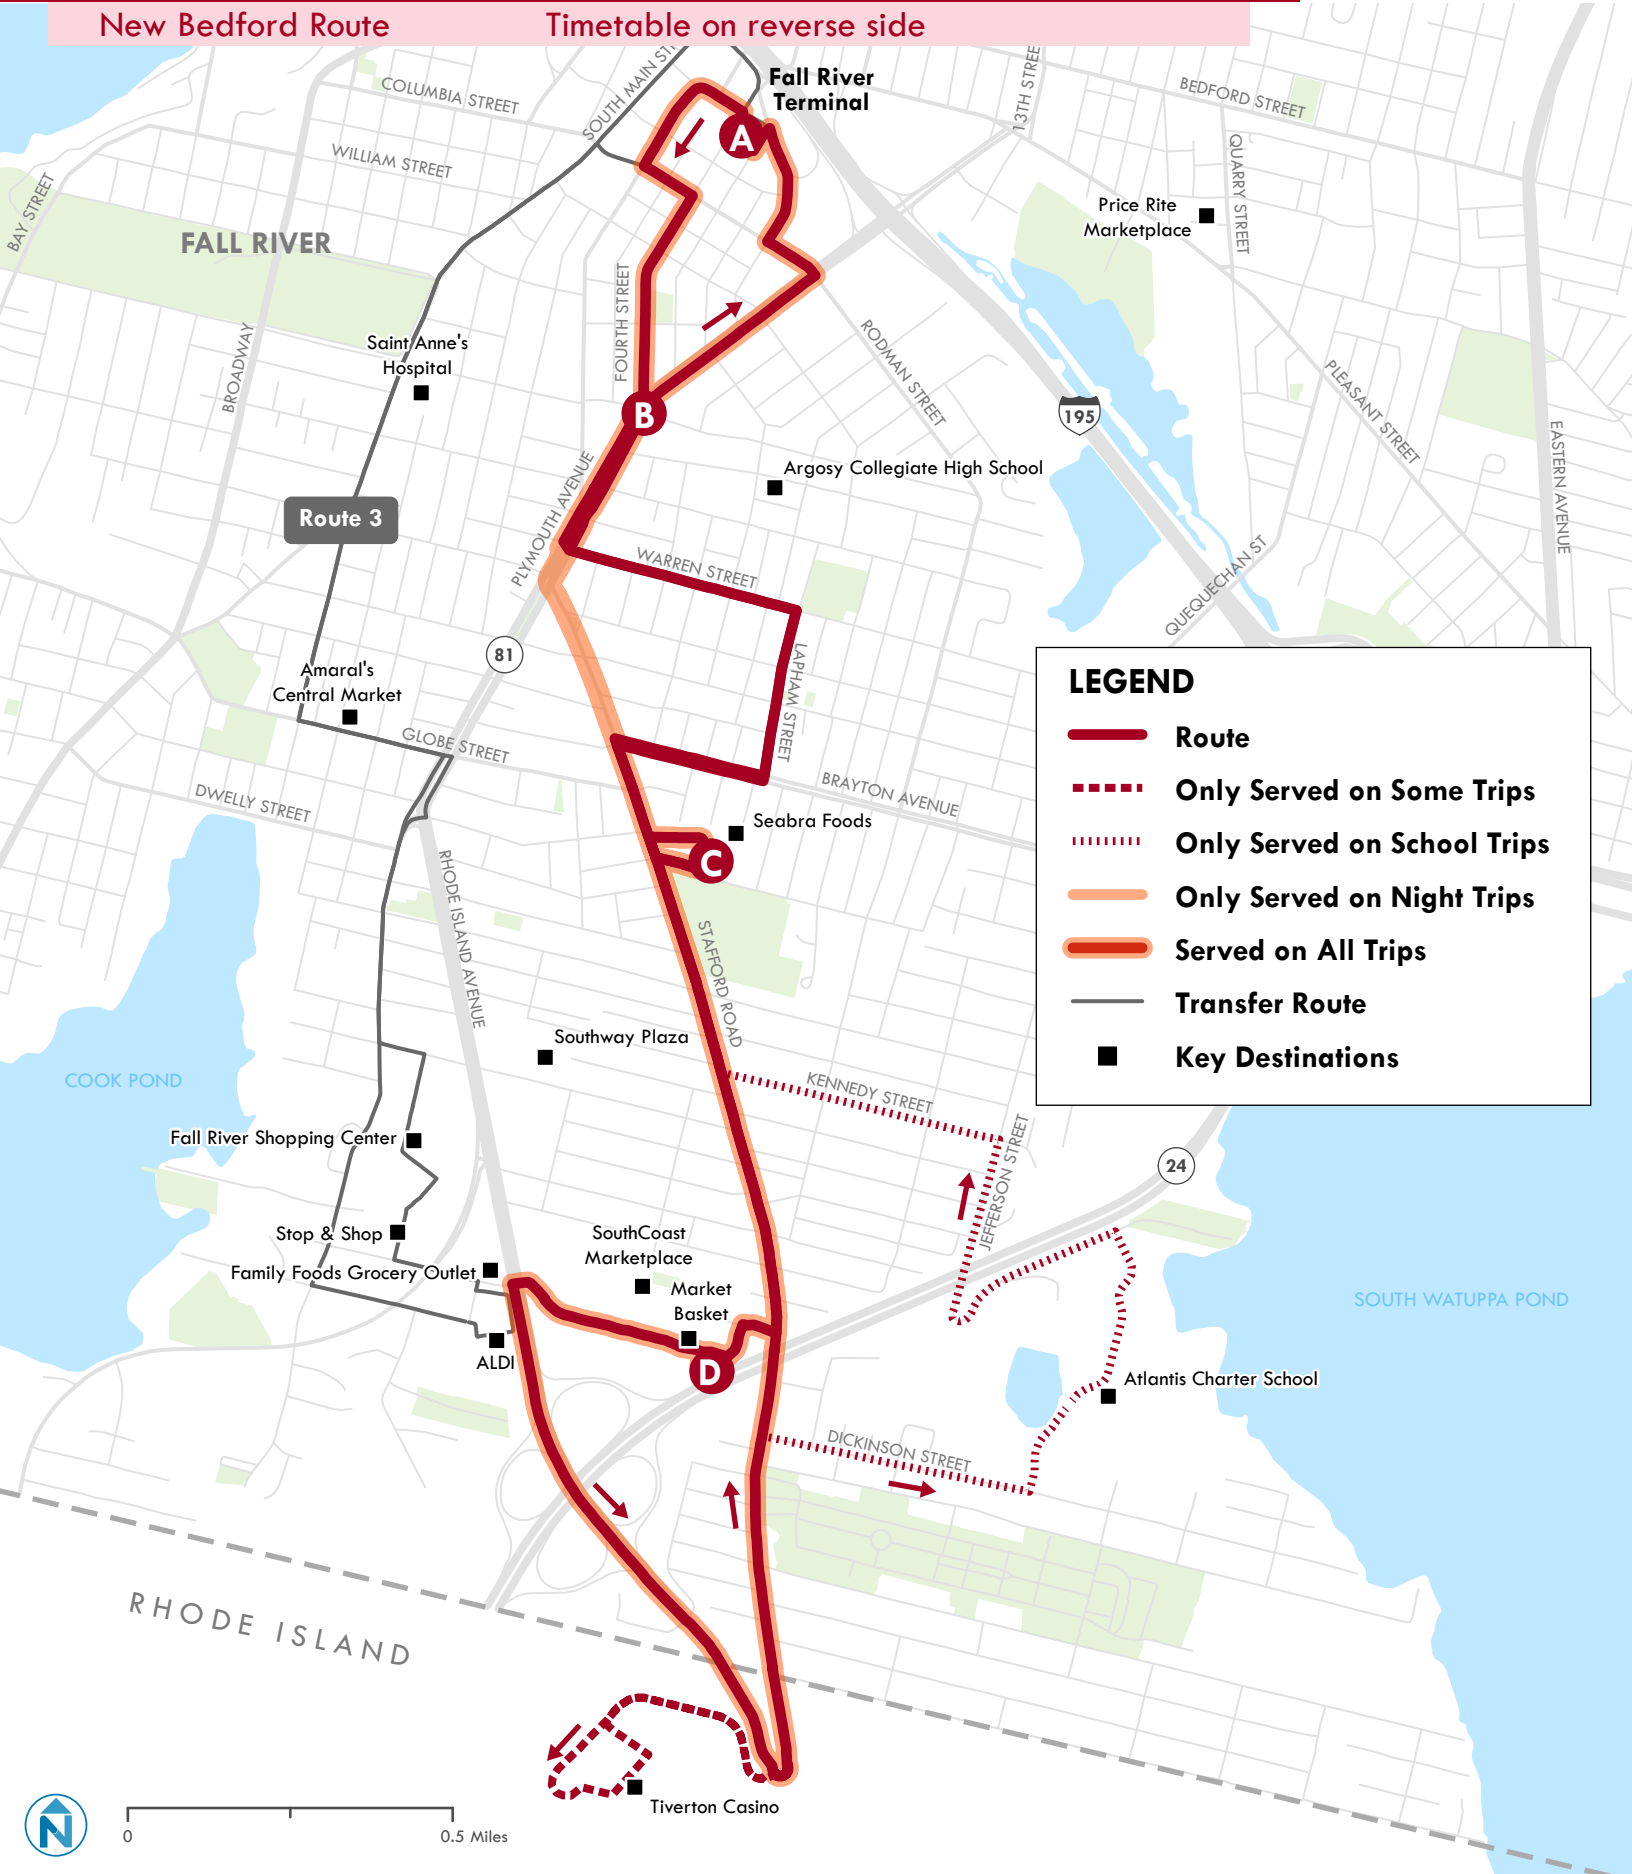 New Bedford Route
Timetable on reverse side
Fall River
Terminal
COLUMBIA STREET
SOUTH MAIN ST
13TH STREE
BEDFORD STREET
WILLIAM STREET
QUARRY STREET
BAY STREET
Price Rite
Marketplace
FALL RIVER
A
FOURTH STREET
Saint Anne's
Hospital
BROADWAY
RODMAN STREET
PLEASANT STREET
B
195
EASTERN AVENUE
Argosy Collegiate High School
PLYMOUTH AVENUE
Route 3
WARREN STREET
QUEQUECHAN ST
81
LAPHAM STREET
Amaral's
Central Market
GLOBE STREET
DWELLY STREET
BRAYTON AVENUE
Seabra Foods
C
RHODE ISLAND AVENUE
STAFFORD ROAD
LEGEND
Route
Only Served on Some Trips
Only Served on School Trips
Only Served on Night Trips
Served on All Trips
Transfer Route
Key Destinations
Southway Plaza
COOK POND
KENNEDY STREET
Fall River Shopping Center
JEFFERSON STREET
24
Stop & Shop
SouthCoast
Marketplace
Family Foods Grocery Outlet
Market
Basket
SOUTH WATUPPA POND
ALDI
D
Atlantis Charter School
DICKINSON STREET
RHODE ISLAND
Tiverton Casino
N
0
0.5 Miles